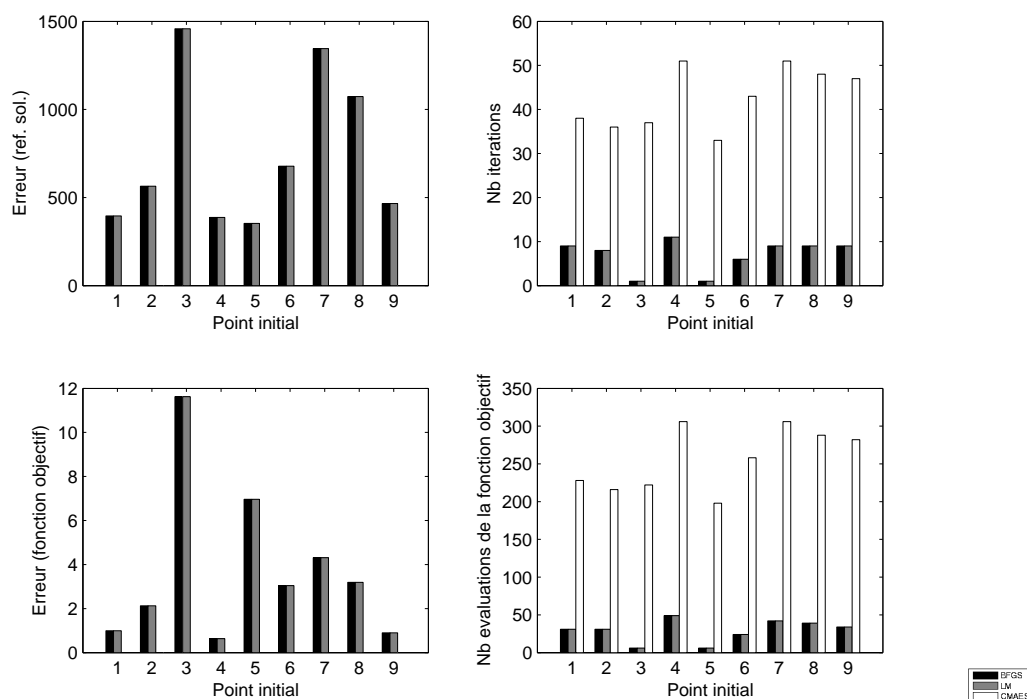 1500
1000
500
0
Erreur (ref. sol.)
1 2 3 4 5 6 7 8 9
Point initial
60
50
40
30
20
10
0
Nb iterations
1 2 3 4 5 6 7 8 9
Point initial
12
10
8
6
4
2
0
Erreur (fonction objectif)
1 2 3 4 5 6 7 8 9
Point initial
350
300
250
200
150
100
50
0
Nb evaluations de la fonction objectif
1 2 3 4 5 6 7 8 9
Point initial
BFGS
LM
CMAES